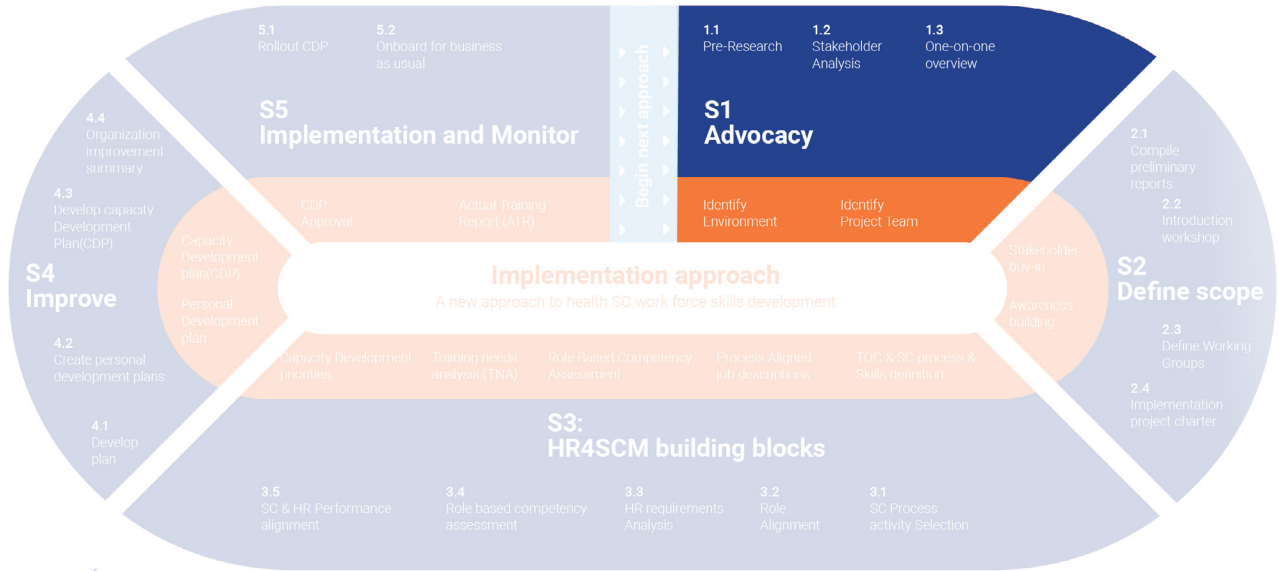 5.1
Rollout CDP
5.2
Onboard for business
as usual
S5
Implementation and Monitor
CDP
Approval
Actual Training
Report (ATR)
Begin next approach
1.1
Pre-Research
1.2
Stakeholder
Analysis
1.3
One-on-one
overview
S1
Advocacy
Identify
Environment
Identify
Project Team
2.1
Compile
preliminary
reports
2.2
Introduction
workshop
S2
Define scope
2.3
Define Working
Groups
2.4
Implementation
project charter
Stakeholder
buy-in
Awareness
building
Implementation approach
A new approach to health SC work force skills development
4.4
Organization
improvement
summary
4.3
Develop capacity
Development
Plan(CDP)
S4
Improve
4.2
Create personal
development plans
4.1
Develop
plan
Capacity
Development
plan(CDP)
Personal
Development
plan
Capacity Development
priorities
Training needs
analysis (TNA)
Role Based Competency
Assessment
Process Aligned
job descriptions
TOC & SC process &
Skills definition
S3:
HR4SCM building blocks
3.5
SC & HR Performance
alignment
3.4
Role based competency
assessment
3.3
HR requirements
Analysis
3.2
Role
Alignment
3.1
SC Process
activity Selection